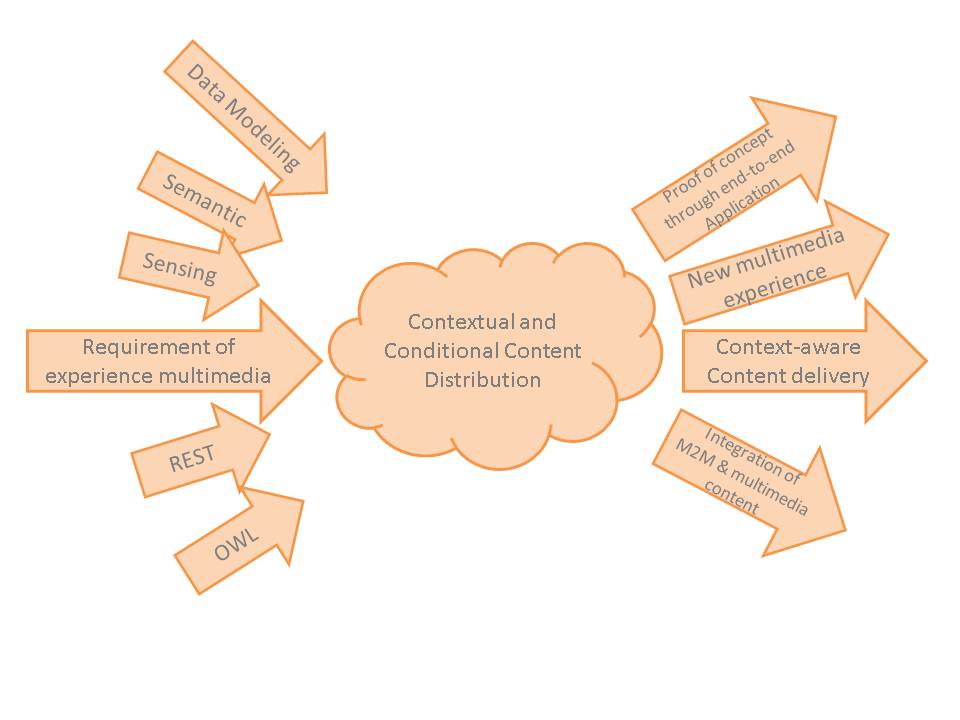 Data Modeling
Semantic
Sensing
Requirement of
experience multimedia
REST
OWL
Contextual and
Conditional Content
Distribution
Proof of concept
through end-to-end
Application
New multimedia
experience
Context-aware
Content delivery
Integration of
M2M & multimedia
content